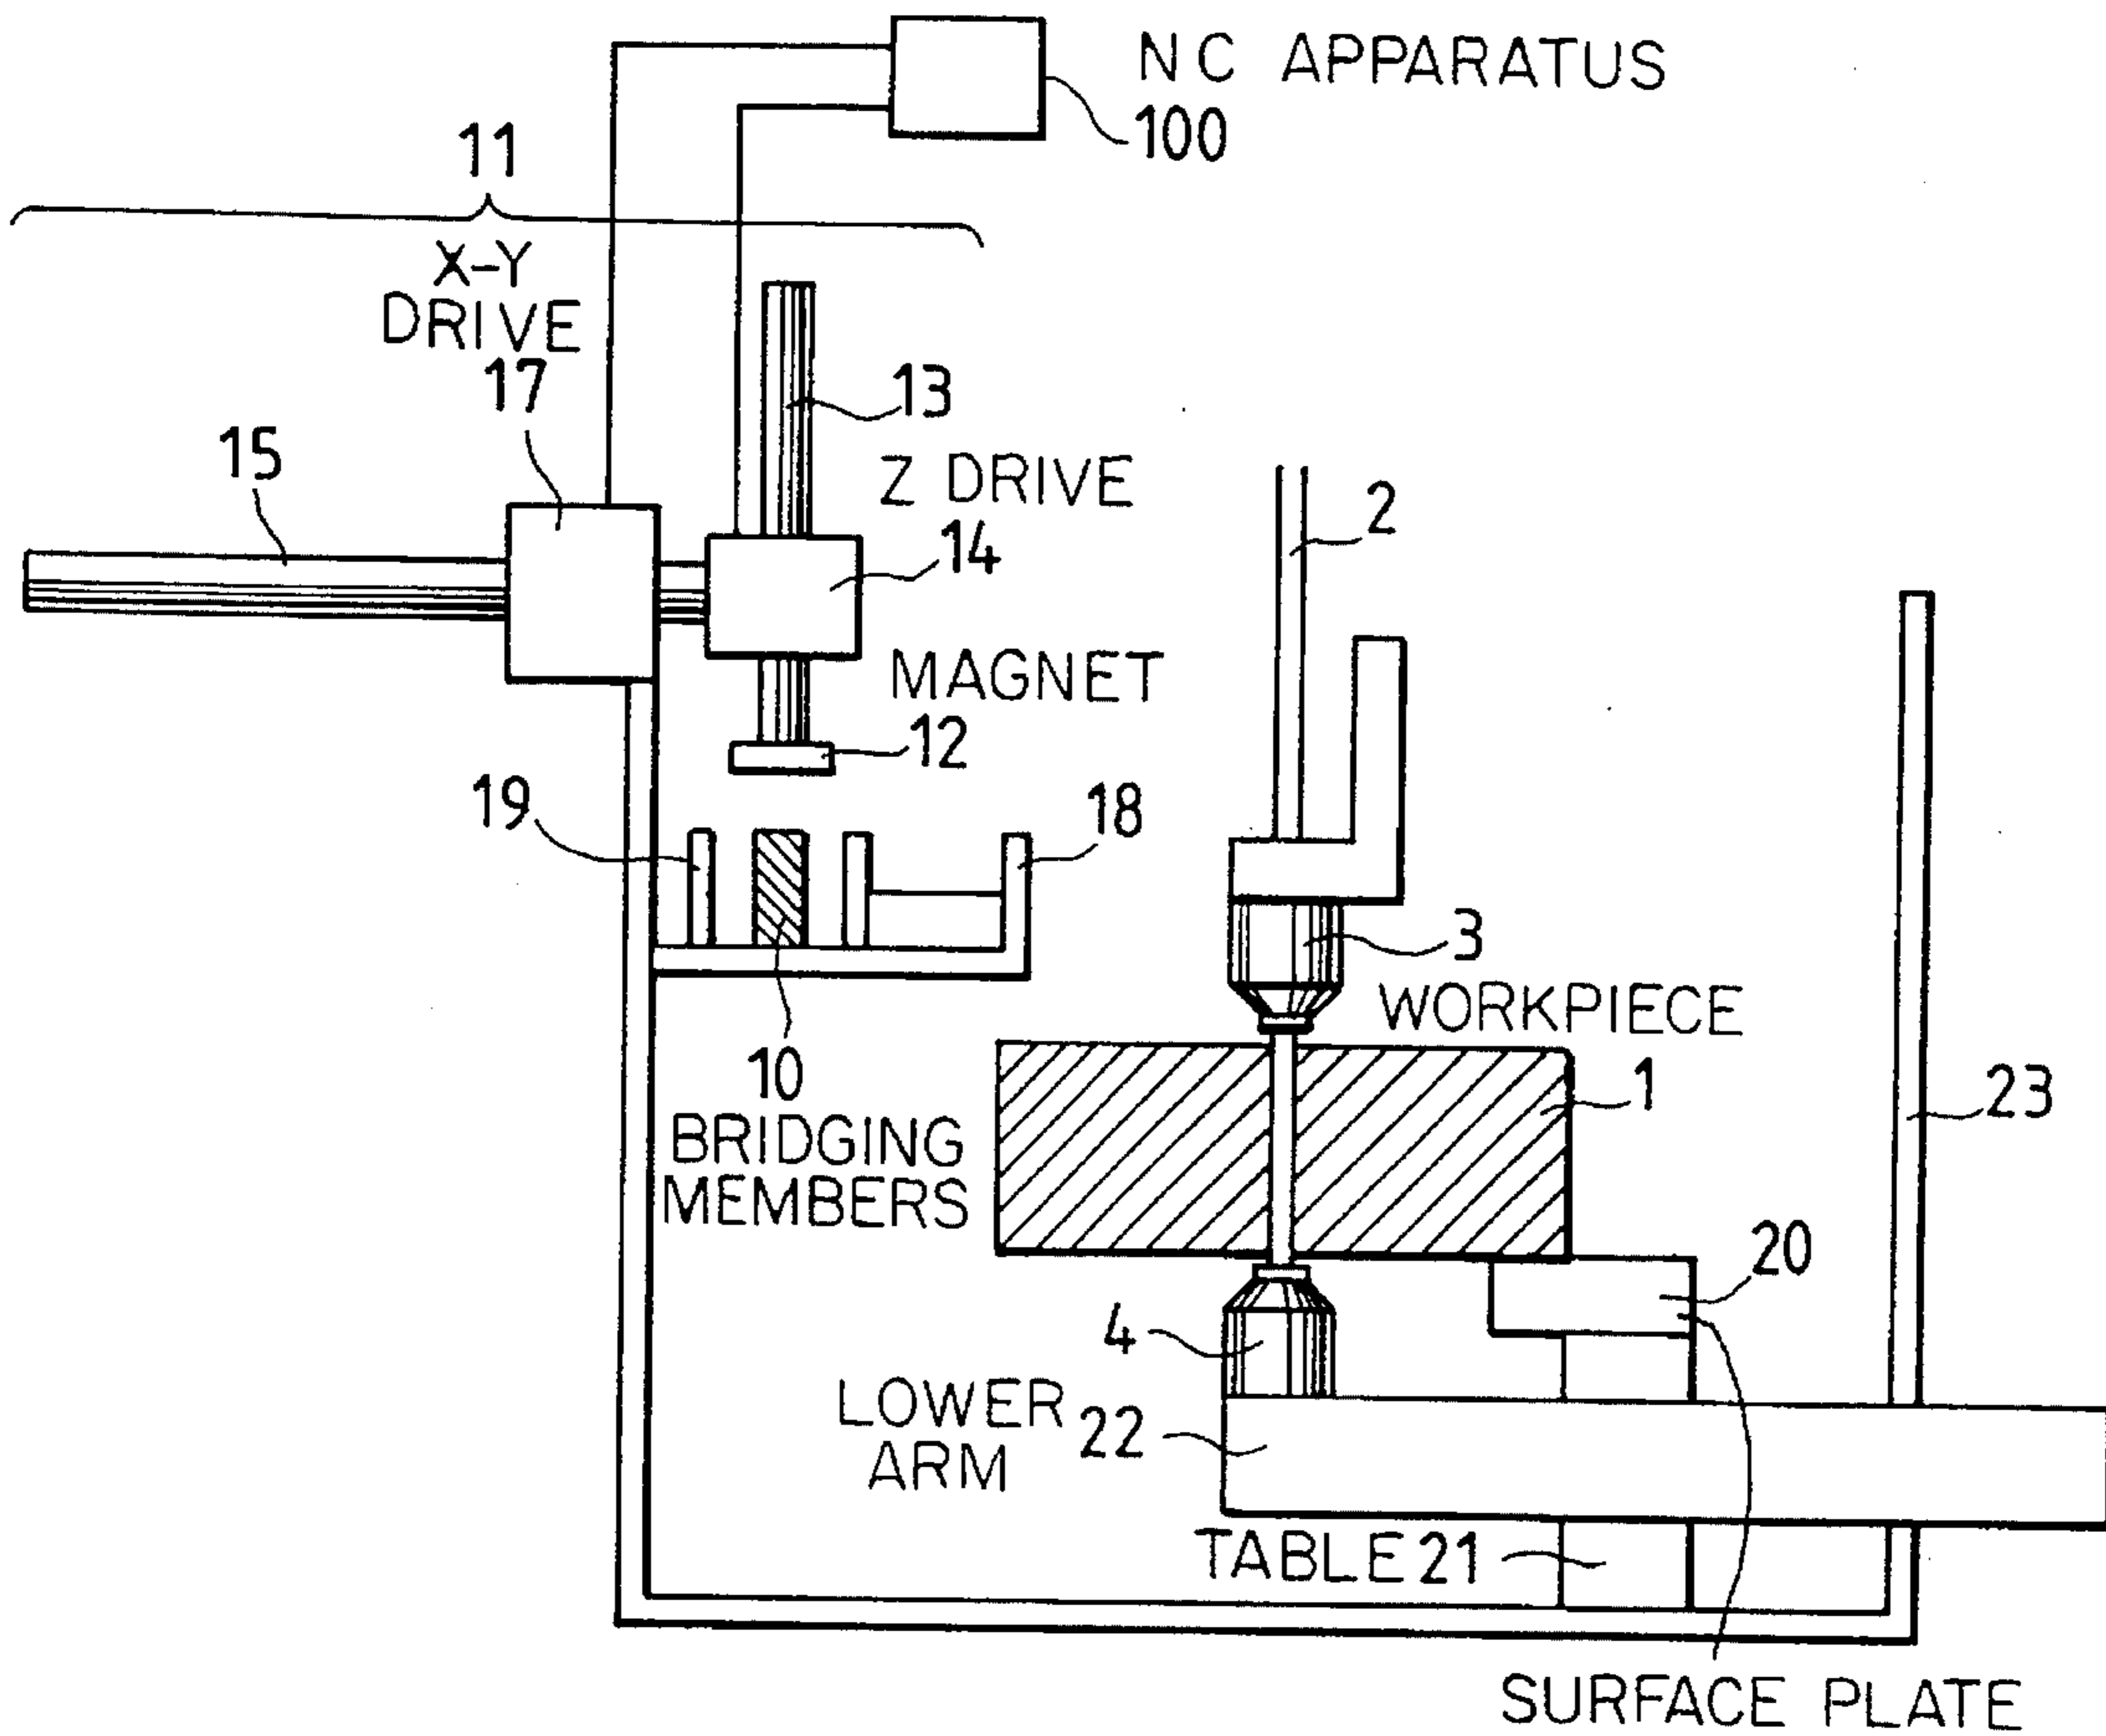 NC APPARATUS
100
11
X-Y
DRIVE
17
13
15
Z DRIVE
14
2
MAGNET
12
19
18
3
WORKPIECE
1
10
BRIDGING
MEMBERS
23
20
4
LOWER
ARM
22
TABLE 21
SURFACE PLATE